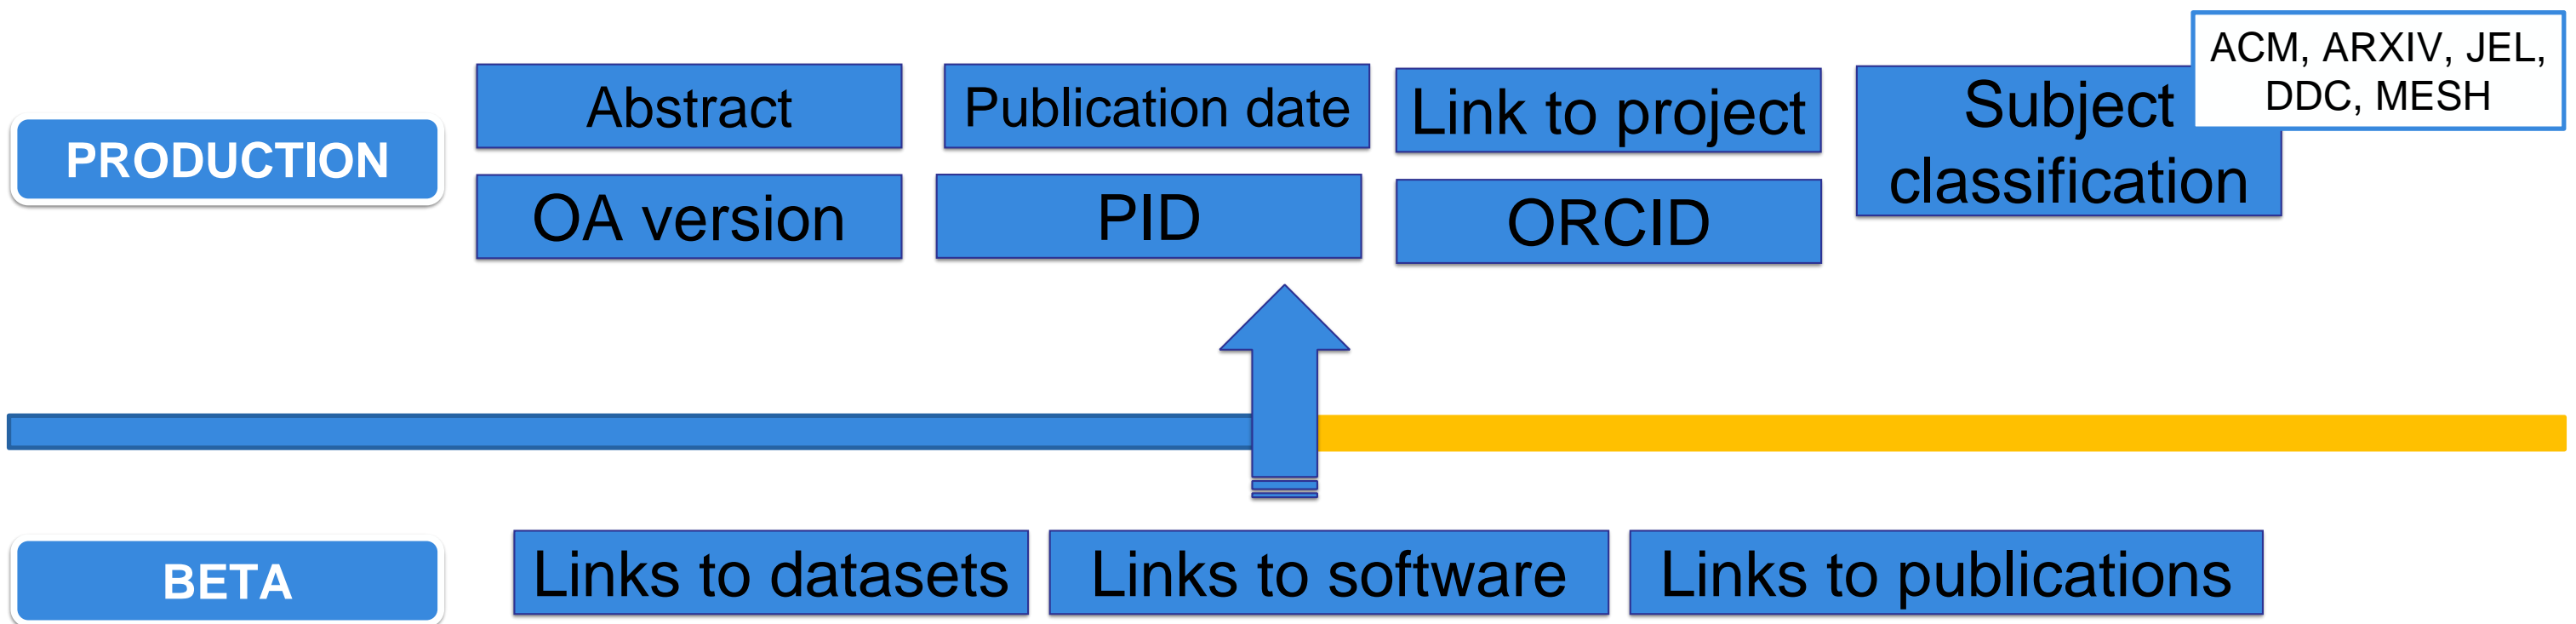 PRODUCTION
Abstract
Publication date
Link to project
Subject
classification
ACM, ARXIV, JEL,
DDC, MESH
OA version
PID
ORCID
BETA
Links to datasets
Links to software
Links to publications